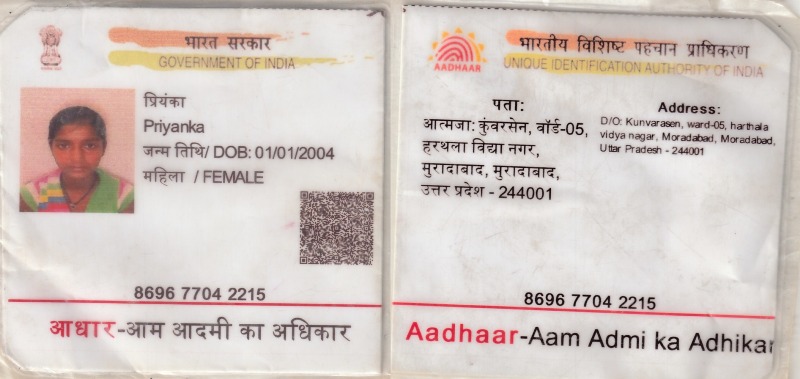 भारत सरकार
GOVERNMENT OF INDIA
प्रियंका
Priyanka
जन्म तिथि/ DOB: 01/01/2004
महिला / FEMALE
8696 7704 2215
आधार-आम आदमी का अधिकार
भारतीय विशिष्ट पहचान प्राधिकरण
AADHAAR
UNIQUE IDENTIFICATION AUTHORITY OF INDIA
पता:
आत्मजा: कुंवरसेन, वॉर्ड-05,
हरथला विद्या नगर,
मुरादाबाद, मुरादाबाद,
उत्तर प्रदेश - 244001
Address:
D/O: Kunvarasen, ward-05, harthala
vidya nagar, Moradabad, Moradabad,
Uttar Pradesh - 244001
8696 7704 2215
Aadhaar-Aam Admi ka Adhikar